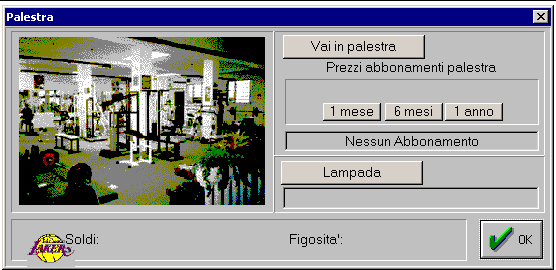 Palestra
Vai in palestra
Prezzi abbonamenti palestra
1 mese 6 mesi 1 anno
Nessun Abbonamento
Lampada
LAKERS
Soldi: Figosita':
OK